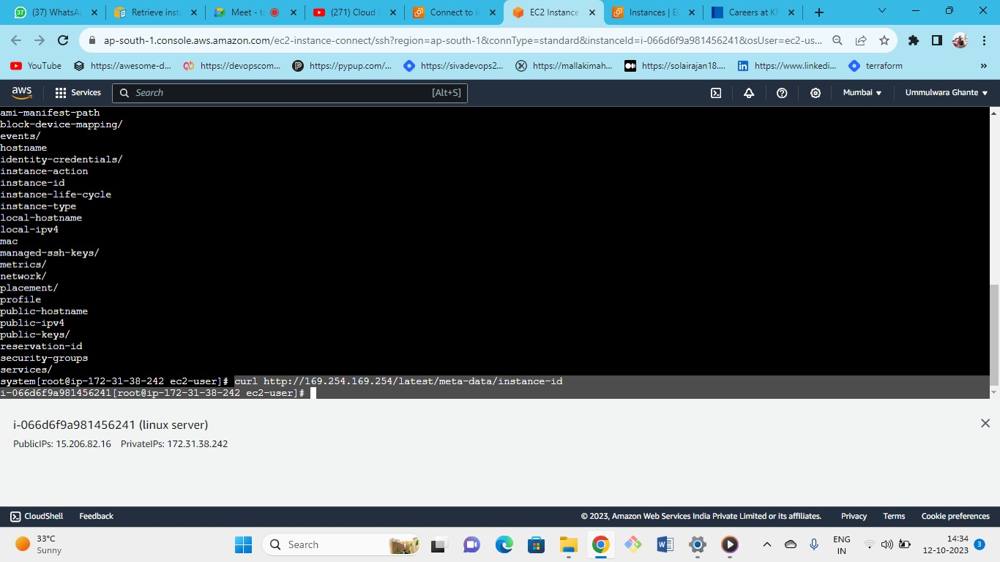 (37) WhatsA
Retrieve inst
Meet - ta
(271) Cloud
Connect to i
EC2 Instance
Instances | E
Careers at KP
ap-south-1.console.aws.amazon.com/ec2-instance-connect/ssh?region=ap-south-1&connType=standard&instanceId=i-066d6f9a981456241&osUser=ec2-us...
YouTube
https://awesome-d...
https://devopscom...
https://pypup.com/...
https://sivadevops2...
https://mallakimah...
https://solairajan18....
https://www.linkedi...
terraform
»
aws
Services
Search
[Alt+S]
Mumbai
Ummulwara Ghante
ami-manifest-path
block-device-mapping/
events/
hostname
identity-credentials/
instance-action
instance-id
instance-life-cycle
instance-type
local-hostname
local-ipv4
mac
managed-ssh-keys/
metrics/
network/
placement/
profile
public-hostname
public-ipv4
public-keys/
reservation-id
security-groups
services/
system[root@ip-172-31-38-242 ec2-user]# curl http://169.254.169.254/latest/meta-data/instance-id
i-066d6f9a981456241[root@ip-172-31-38-242 ec2-user]#
i-066d6f9a981456241 (linux server)
PublicIPs: 15.206.82.16 PrivateIPs: 172.31.38.242
CloudShell
Feedback
© 2023, Amazon Web Services India Private Limited or its affiliates.
Privacy
Terms
Cookie preferences
33°C
Sunny
Search
ENG
IN
14:34
12-10-2023
3